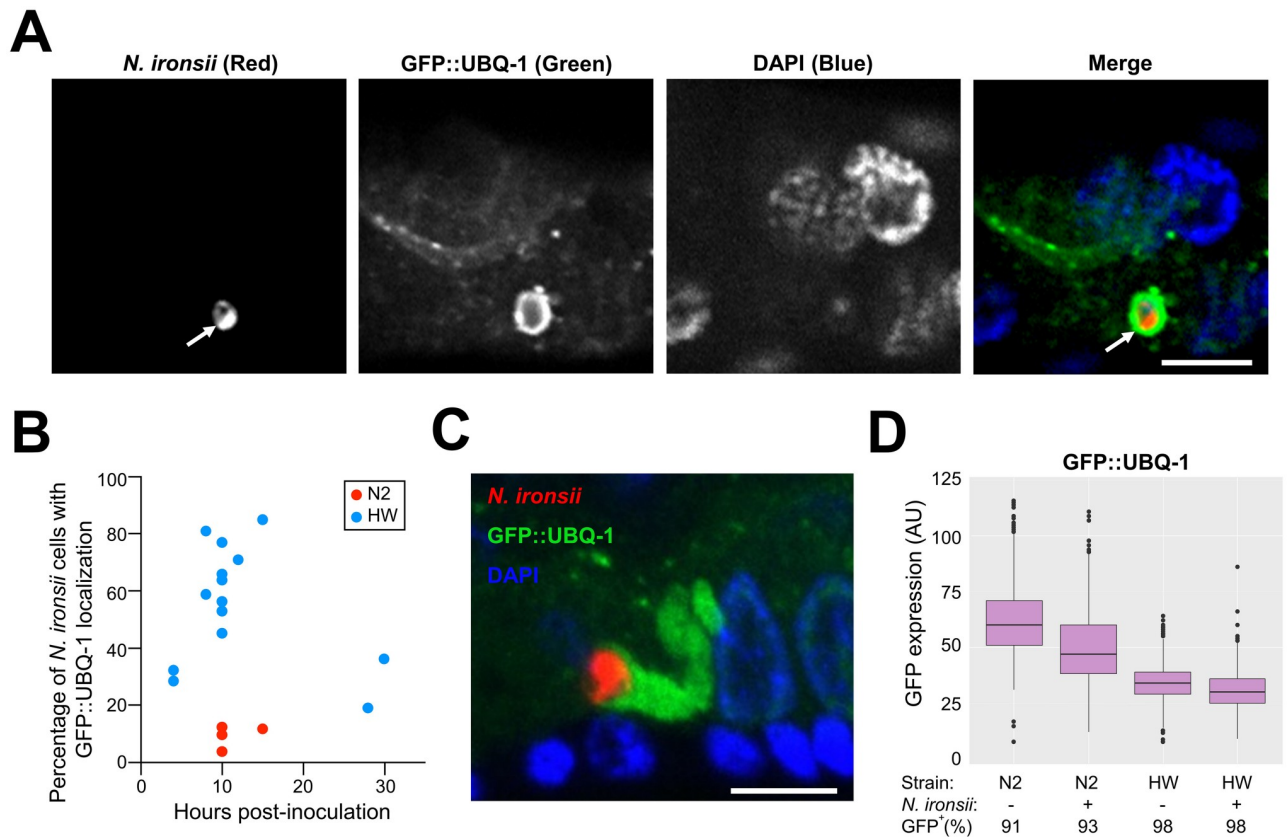 A
N. ironsii (Red)
GFP::UBQ-1 (Green)
DAPI (Blue)
Merge
B
Percentage of N. ironsii cells with
GFP::UBQ-1 localization
100
80
60
40
20
0
N2
HW
0 10 20 30
Hours post-inoculation
C
N. ironsii
GFP::UBQ-1
DAPI
D
GFP::UBQ-1
GFP expression (AU)
125
100
75
50
25
0
Strain: N2 N2 HW HW
N. ironsii: - + - +
GFP+(%) 91 93 98 98